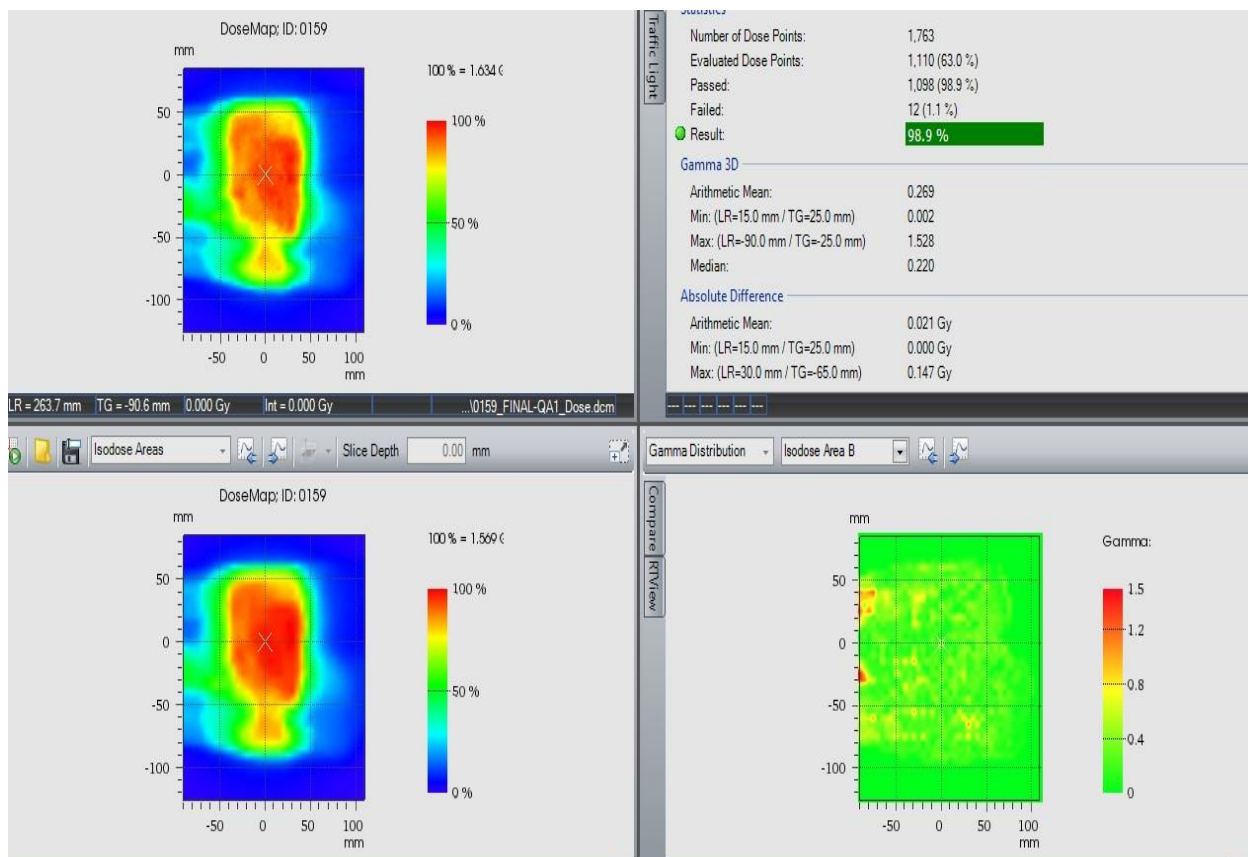 DoseMap; ID: 0159
mm
100 % = 1.634 G
50
0
-50
-100
100 %
50 %
0 %
-50 0 50 100
mm
LR = 263.7 mm TG = -90.6 mm 0.000 Gy Int = 0.000 Gy ...\0159_FINAL-QA1_Dose.dcm
Traffic Light
Statistics
Number of Dose Points: 1,763
Evaluated Dose Points: 1,110 (63.0 %)
Passed: 1,098 (98.9 %)
Failed: 12 (1.1 %)
Result: 98.9 %
Gamma 3D
Arithmetic Mean: 0.269
Min: (LR=15.0 mm / TG=25.0 mm) 0.002
Max: (LR=-90.0 mm / TG=-25.0 mm) 1.528
Median: 0.220
Absolute Difference
Arithmetic Mean: 0.021 Gy
Min: (LR=15.0 mm / TG=25.0 mm) 0.000 Gy
Max: (LR=30.0 mm / TG=-65.0 mm) 0.147 Gy
--- --- --- --- --- ---
Isodose Areas Slice Depth 0.00 mm
DoseMap; ID: 0159
mm
100 % = 1.569 G
50
0
-50
-100
100 %
50 %
0 %
-50 0 50 100
mm
Gamma Distribution Isodose Area B
Compare
RTView
mm
Gamma:
50
0
-50
-100
1.5
1.2
0.8
0.4
0
-50 0 50 100
mm